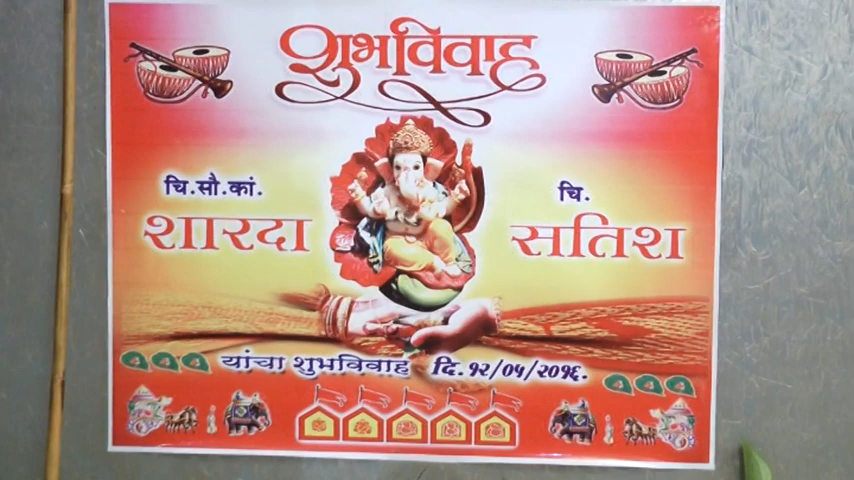 शुभविवाह
चि.सौ.कां.
शारदा
चि.
सतिश
यांचा शुभविवाह दि.१२/०५/२०१६.